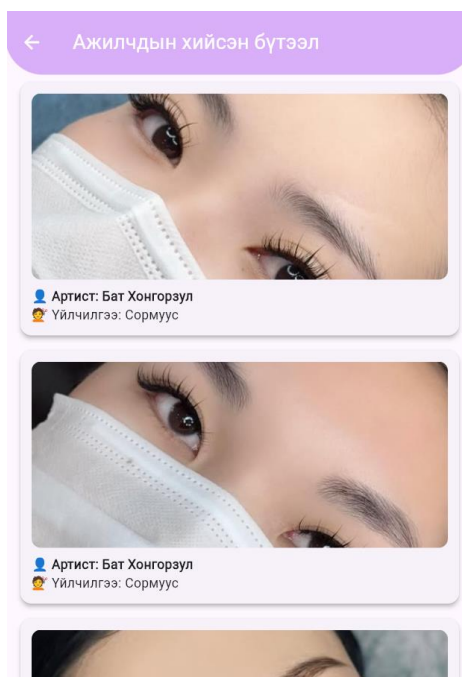 Ажилчдын хийсэн бүтээл
👤 Артист: Бат Хонгорзул
💇 Үйлчилгээ: Сормуус
👤 Артист: Бат Хонгорзул
💇 Үйлчилгээ: Сормуус